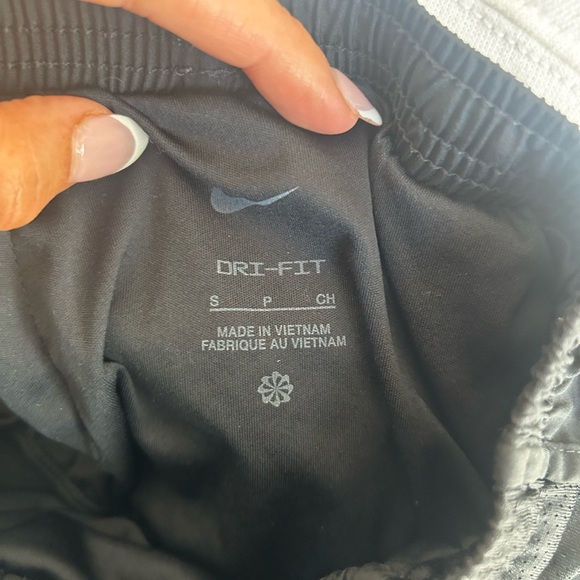 DRI-FIT
S P CH
MADE IN VIETNAM
FABRIQUE AU VIETNAM